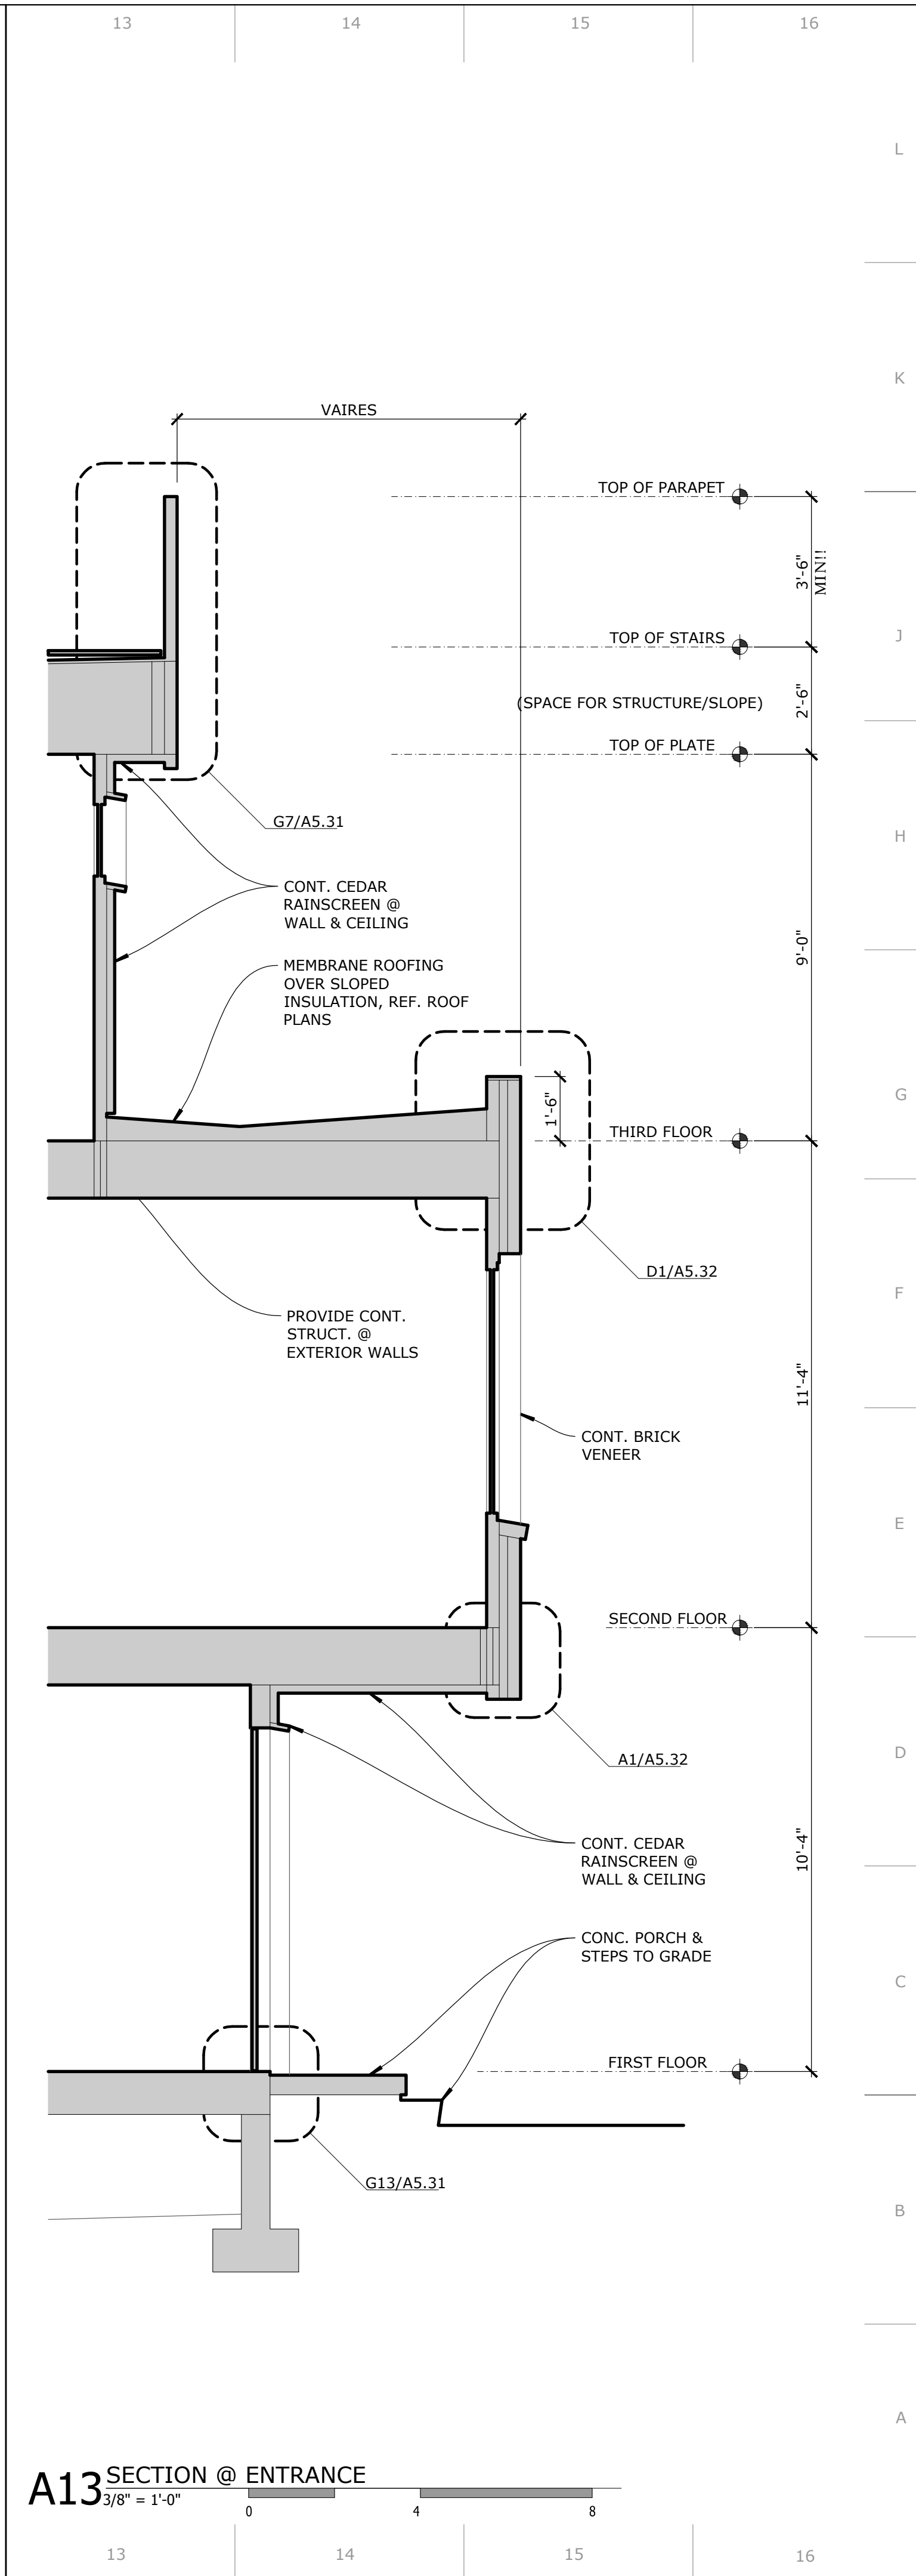 13
14
15
16
L
K
VAIRES
TOP OF PARAPET
3'-6"
MIN!!
TOP OF STAIRS
J
(SPACE FOR STRUCTURE/SLOPE)
2'-6"
TOP OF PLATE
G7/A5.31
H
CONT. CEDAR
RAINSCREEN @
WALL & CEILING
9'-0"
MEMBRANE ROOFING
OVER SLOPED
INSULATION, REF. ROOF
PLANS
G
1'-6"
THIRD FLOOR
D1/A5.32
F
PROVIDE CONT.
STRUCT. @
EXTERIOR WALLS
11'-4"
CONT. BRICK
VENEER
E
SECOND FLOOR
D
A1/A5.32
CONT. CEDAR
RAINSCREEN @
WALL & CEILING
10'-4"
CONC. PORCH &
STEPS TO GRADE
C
FIRST FLOOR
G13/A5.31
B
A
A13
SECTION @ ENTRANCE
3/8" = 1'-0"
0
4
8
13
14
15
16